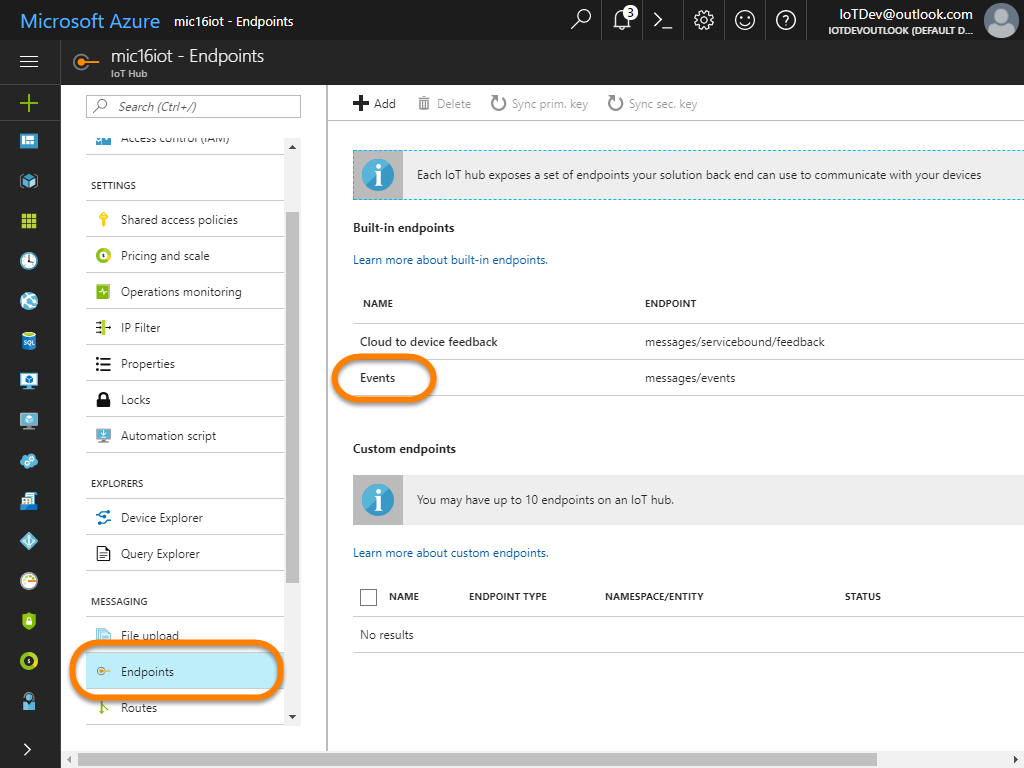 Microsoft Azure mic16iot - Endpoints
3
IoTDev@outlook.com
IOTDEVOUTLOOK (DEFAULT D...
mic16iot - Endpoints
IoT Hub
Search (Ctrl+/)
Access control (IAM)
SETTINGS
Shared access policies
Pricing and scale
Operations monitoring
IP Filter
Properties
Locks
Automation script
EXPLORERS
Device Explorer
Query Explorer
MESSAGING
File upload
Endpoints
Routes
Add Delete Sync prim. key Sync sec. key
Each IoT hub exposes a set of endpoints your solution back end can use to communicate with your devices
Built-in endpoints
Learn more about built-in endpoints.
NAME ENDPOINT
Cloud to device feedback messages/servicebound/feedback
Events messages/events
Custom endpoints
You may have up to 10 endpoints on an IoT hub.
Learn more about custom endpoints.
NAME ENDPOINT TYPE NAMESPACE/ENTITY STATUS
No results